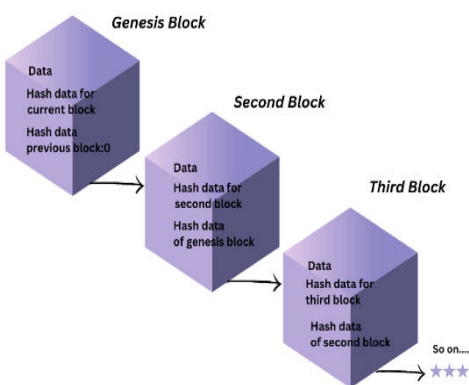 Genesis Block
Data
Hash data for
current block
Hash data
previous block:0
Second Block
Data
Hash data for
second block
Hash data
of genesis block
Third Block
Data
Hash data for
third block
Hash data
of second block
So on....